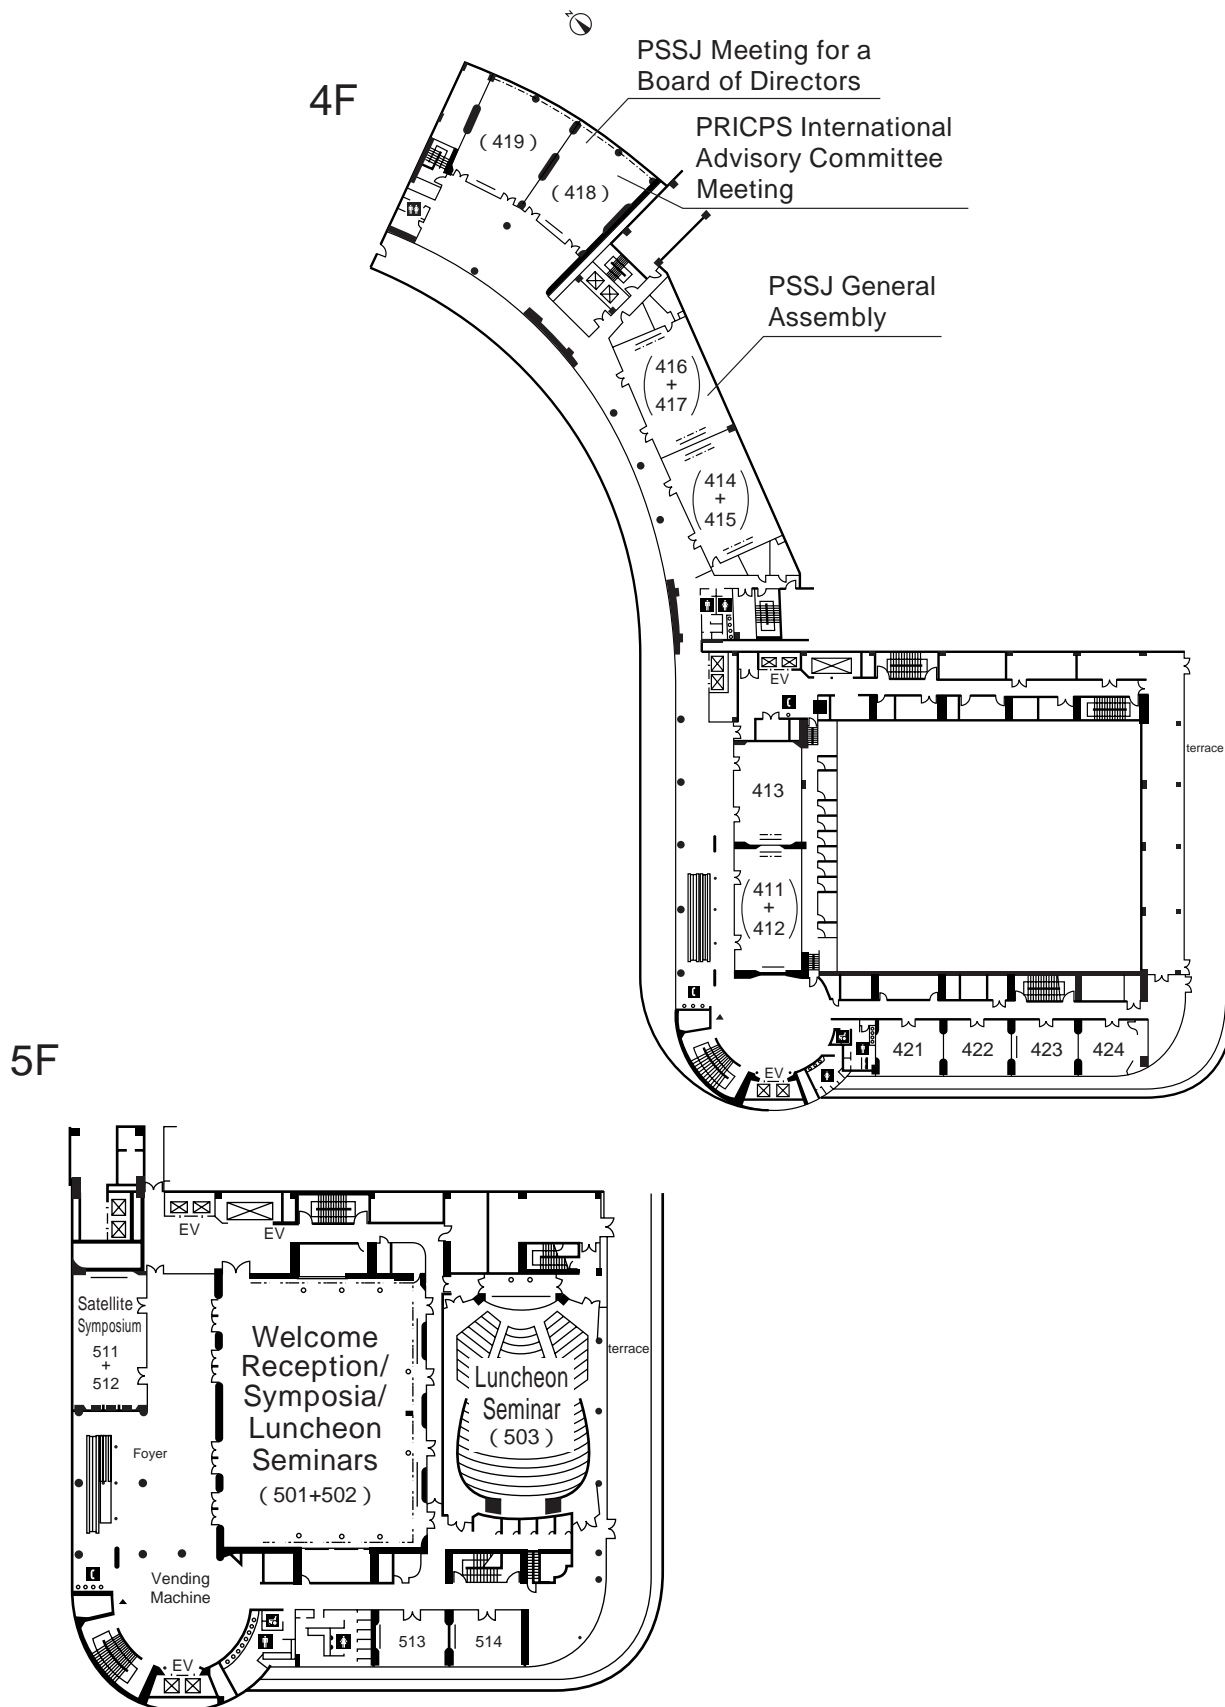 z
4F
PSSJ Meeting for a
Board of Directors
PRICPS International
Advisory Committee
Meeting
(419)
(418)
PSSJ General
Assembly
(416
+
417)
(414
+
415)
EV
terrace
413
(411
+
412)
421
422
423
424
EV
5F
EV
EV
Satellite
Symposium
511
+
512
Welcome
Reception/
Symposia/
Luncheon
Seminars
(501+502)
Luncheon
Seminar
(503)
terrace
Foyer
Vending
Machine
513
514
EV